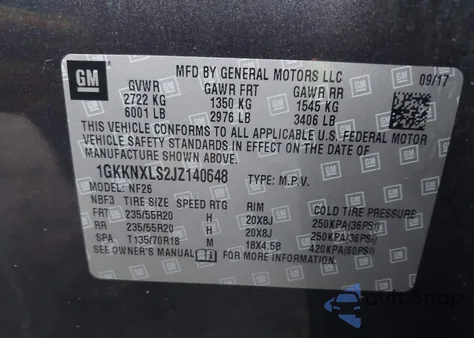 GM
MFD BY GENERAL MOTORS LLC 09/17
GVWR GAWR FRT GAWR RR
2722 KG 1350 KG 1545 KG
6001 LB 2976 LB 3406 LB
THIS VEHICLE CONFORMS TO ALL APPLICABLE U.S. FEDERAL MOTOR
VEHICLE SAFETY STANDARDS IN EFFECT ON THE DATE OF
MANUFACTURE SHOWN ABOVE.
1GKKNXLS2JZ140648 TYPE: M.P.V.
MODEL: NF26
NBF3 TIRE SIZE SPEED RTG RIM COLD TIRE PRESSURE
FRT 235/55R20 H 20X8J 250KPA(36PSI)
RR 235/55R20 H 20X8J 250KPA(36PSI)
SPA T135/70R18 M 18X4.5B 420KPA(60PSI)
SEE OWNER'S MANUAL FOR MORE INFORMATION